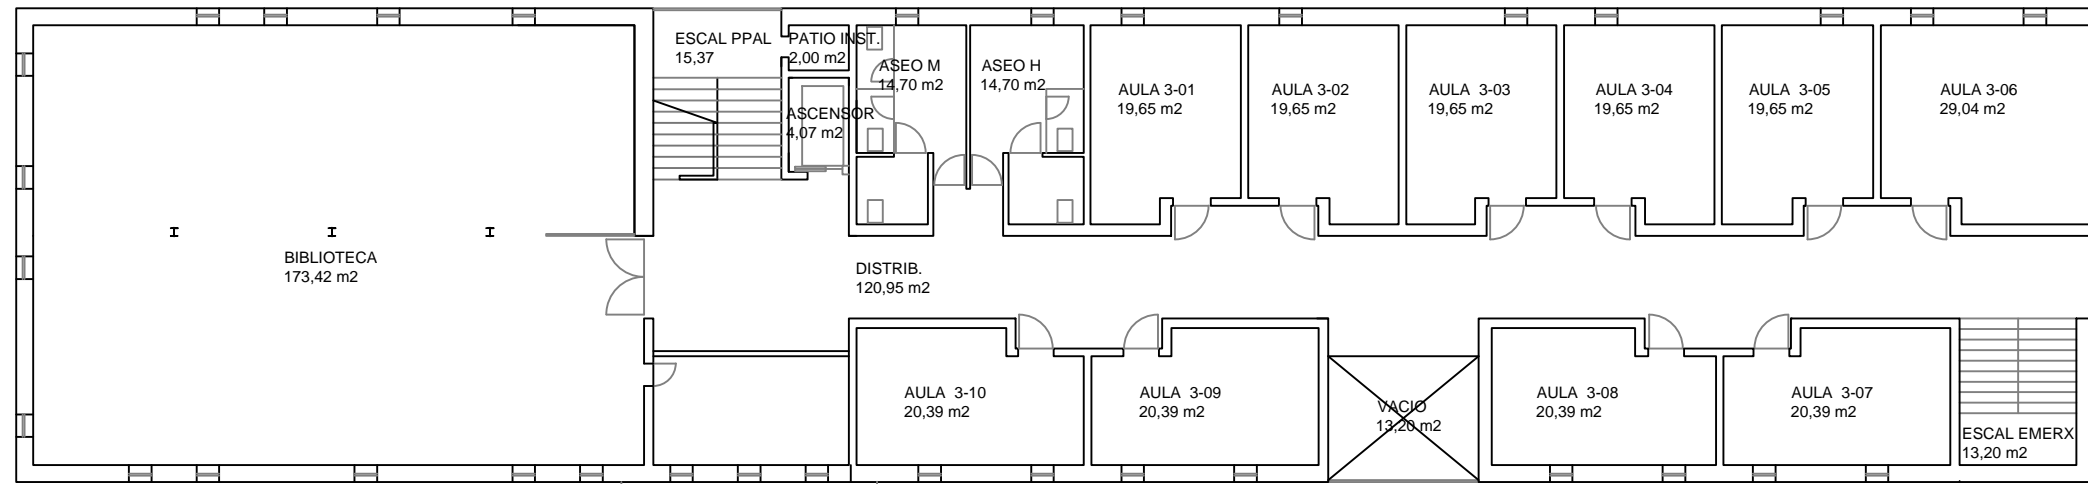 ESCAL PPAL
15,37
PATIO INST.
2,00 m2
ASEO M
14,70 m2
ASEO H
14,70 m2
ASCENSOR
4,07 m2
AULA 3-01
19,65 m2
AULA 3-02
19,65 m2
AULA 3-03
19,65 m2
AULA 3-04
19,65 m2
AULA 3-05
19,65 m2
AULA 3-06
29,04 m2
BIBLIOTECA
173,42 m2
DISTRIB.
120,95 m2
AULA 3-10
20,39 m2
AULA 3-09
20,39 m2
VACIO
13,20 m2
AULA 3-08
20,39 m2
AULA 3-07
20,39 m2
ESCAL EMERX
13,20 m2